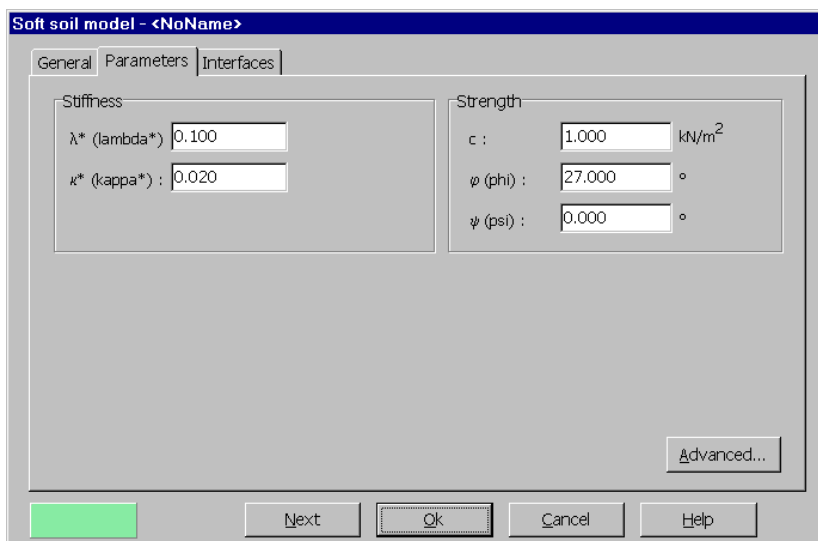 Soft soil model - <NoName>
General Parameters Interfaces
Stiffness
λ* (lambda*) 0.100
κ* (kappa*) : 0.020
Strength
c : 1.000 kN/m²
φ (phi) : 27.000 °
ψ (psi) : 0.000 °
Advanced...
Next Ok Cancel Help